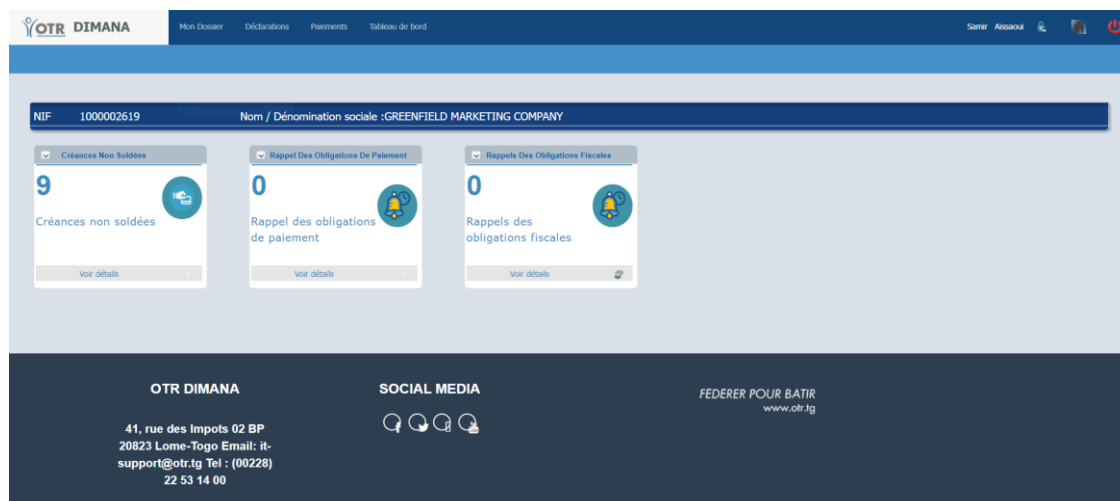 OTR DIMANA Mon Dossier Déclarations Paiements Tableau de bord Samir Aissaoui
NIF 1000002619 Nom / Dénomination sociale :GREENFIELD MARKETING COMPANY
Créances Non Soldées
9
Créances non soldées
Voir détails
Rappel Des Obligations De Paiement
0
Rappel des obligations
de paiement
Voir détails
Rappels Des Obligations Fiscales
0
Rappels des
obligations fiscales
Voir détails
OTR DIMANA
41, rue des Impots 02 BP
20823 Lome-Togo Email: it-
support@otr.tg Tel : (00228)
22 53 14 00
SOCIAL MEDIA
FEDERER POUR BATIR
www.otr.tg